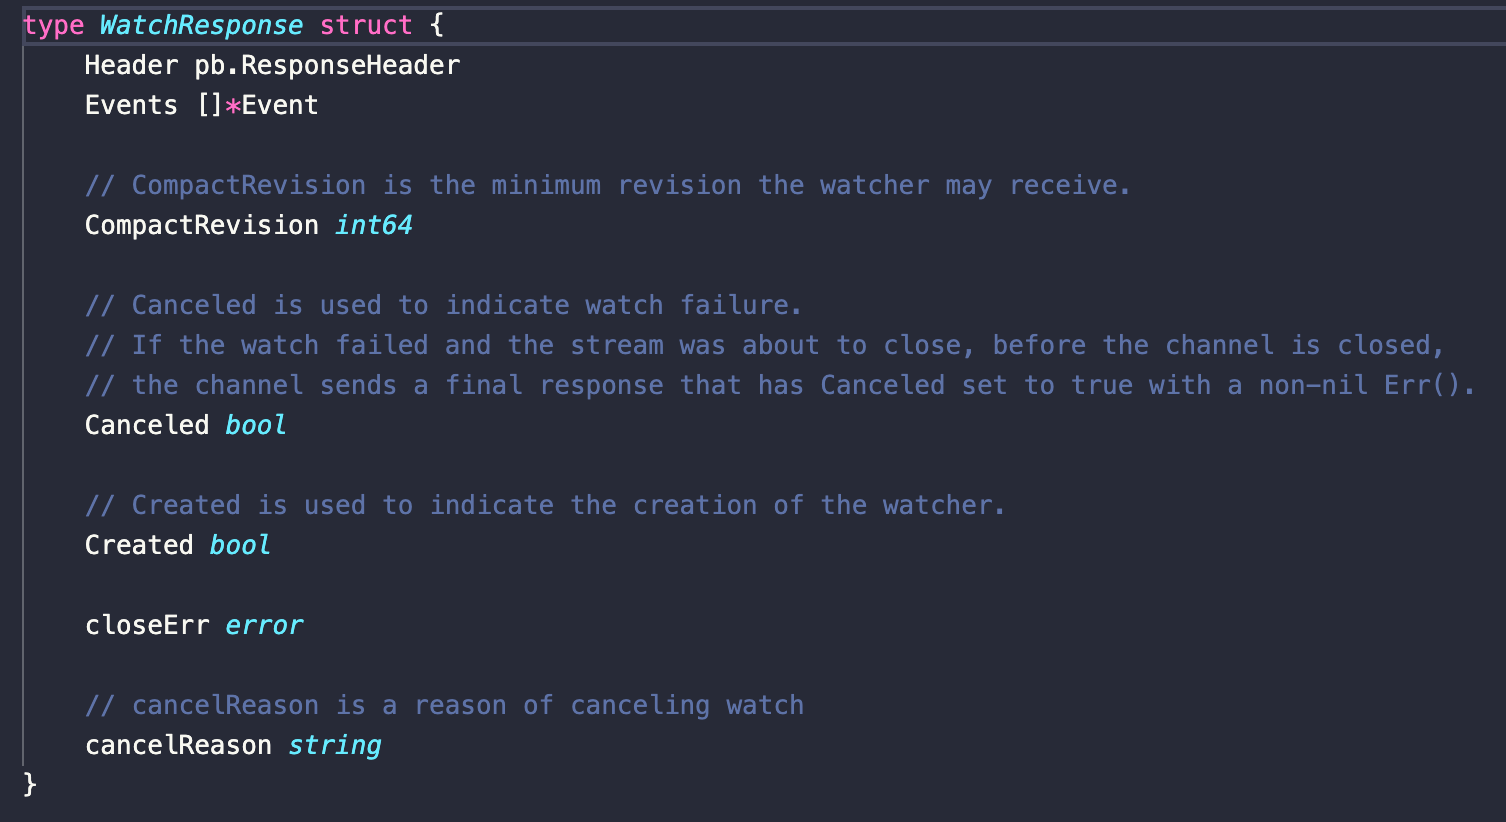 type WatchResponse struct {
    Header pb.ResponseHeader
    Events []*Event

    // CompactRevision is the minimum revision the watcher may receive.
    CompactRevision int64

    // Canceled is used to indicate watch failure.
    // If the watch failed and the stream was about to close, before the channel is closed,
    // the channel sends a final response that has Canceled set to true with a non-nil Err().
    Canceled bool

    // Created is used to indicate the creation of the watcher.
    Created bool

    closeErr error

    // cancelReason is a reason of canceling watch
    cancelReason string
}